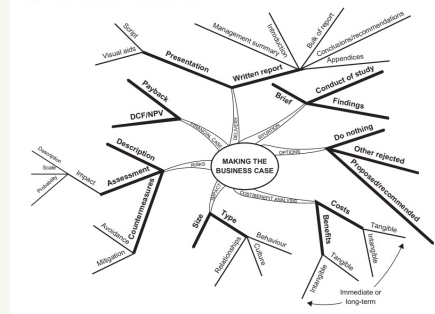 MAKING THE
BUSINESS CASE
DELIVERY
Presentation
Script
Visual aids
Written report
Management summary
Introduction
Bulk of report
Conclusions/recommendations
Appendices
SITUATION
Brief
Conduct of study
Findings
OPTIONS
Do nothing
Other rejected
Proposed/recommended
COST/BENEFIT ANALYSIS
Costs
Tangible
Intangible
Benefits
Tangible
Intangible
Immediate or
long-term
IMPACT
Type
Behaviour
Culture
Relationships
Size
RISKS
Description
Assessment
Impact
Description
Scale
Probability
Countermeasures
Avoidance
Mitigation
FINANCIAL CASE
Payback
DCF/NPV